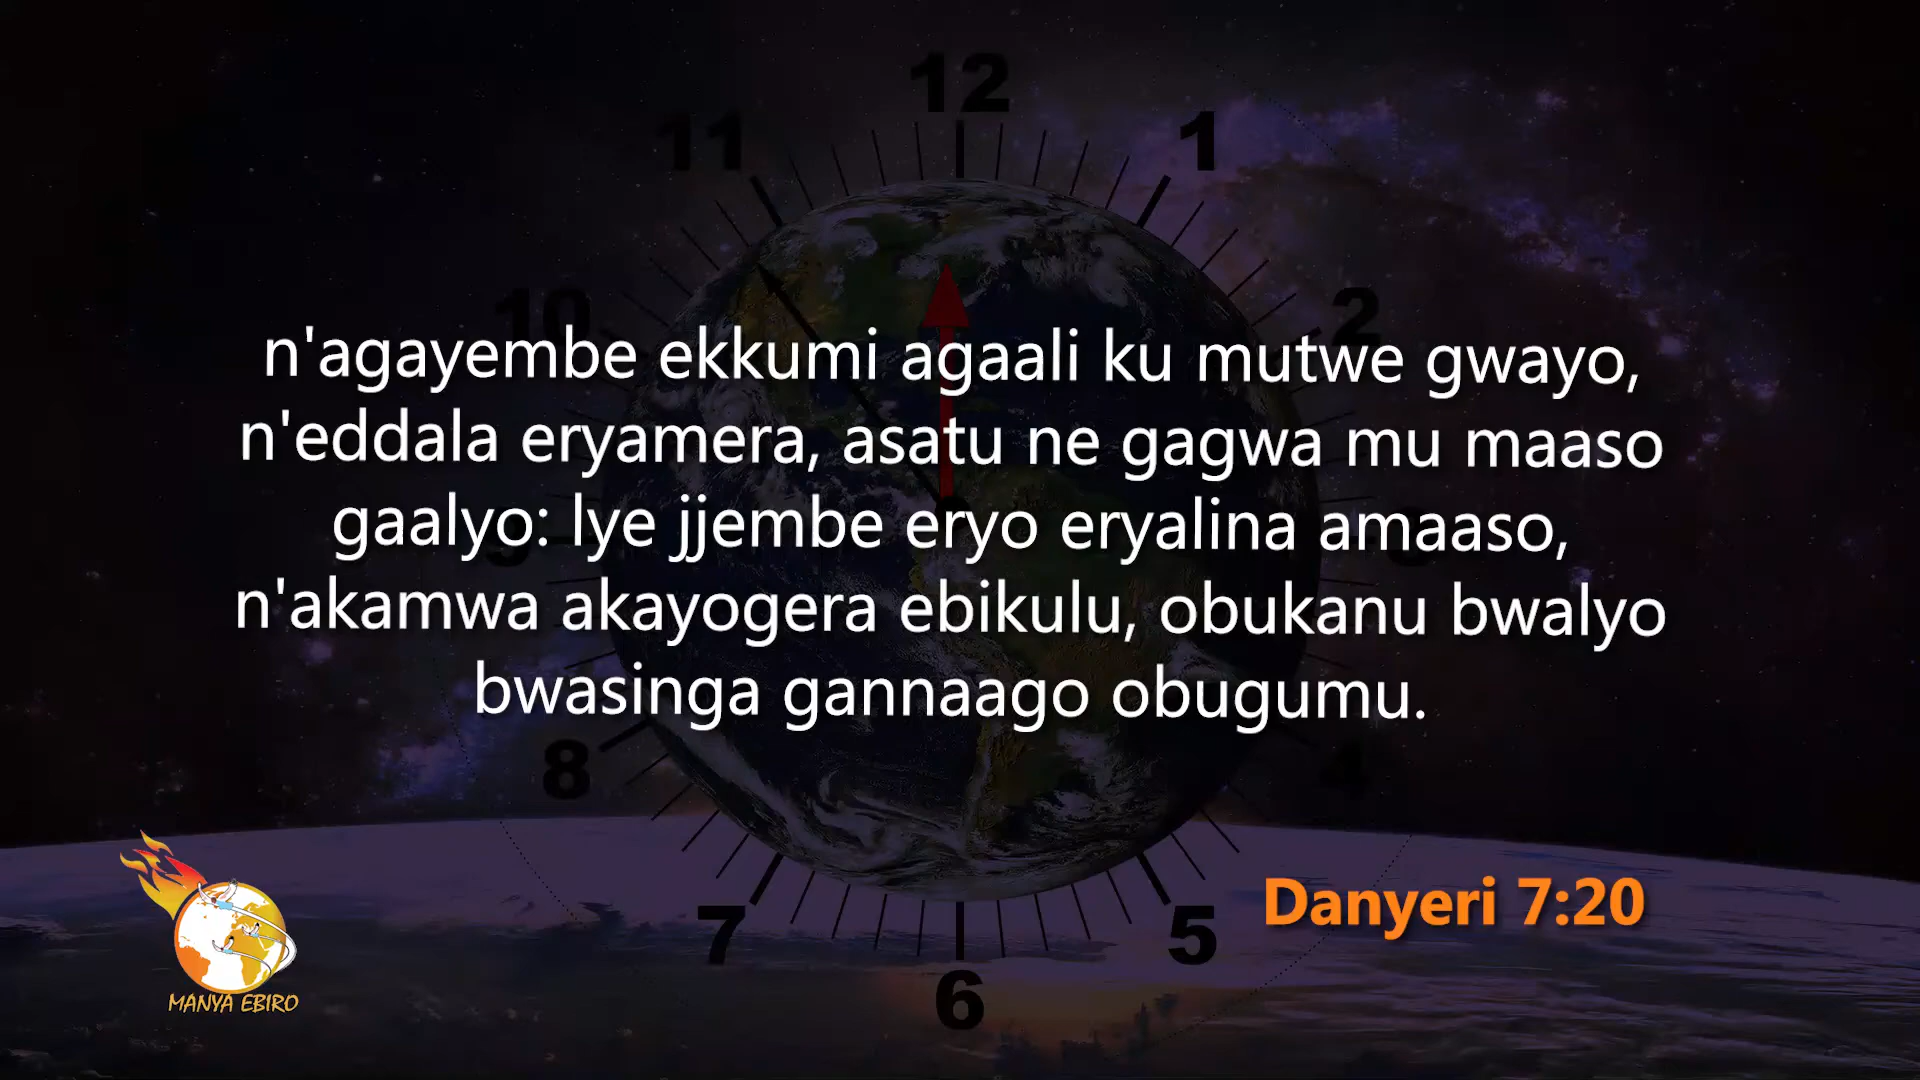 12
11
1
10
2
n'agayembe ekkumi agaali ku mutwe gwayo,
n'eddala eryamera, asatu ne gagwa mu maaso
gaalyo: lye jjembe eryo eryalina amaaso,
n'akamwa akayogera ebikulu, obukanu bwalyo
bwasinga gannaago obugumu.
8
4
7
5
6
Danyeri 7:20
MANYA EBIRO